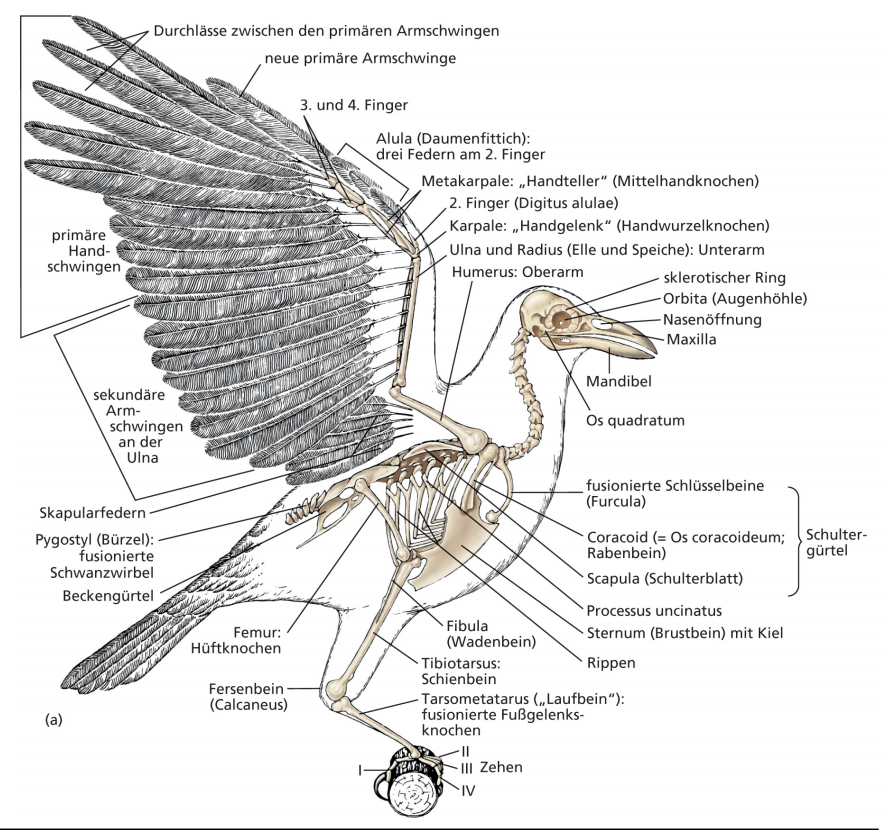 Durchlässe zwischen den primären Armschwingen
neue primäre Armschwinge
3. und 4. Finger
Alula (Daumenfittich):
drei Federn am 2. Finger
Metakarpale: „Handteller“ (Mittelhandknochen)
2. Finger (Digitus alulae)
Karpale: „Handgelenk“ (Handwurzelknochen)
Ulna und Radius (Elle und Speiche): Unterarm
Humerus: Oberarm
primäre
Hand-
schwingen
sklerotischer Ring
Orbita (Augenhöhle)
Nasenöffnung
Maxilla
Mandibel
Os quadratum
sekundäre
Arm-
schwingen
an der
Ulna
Skapularfedern
Pygostyl (Bürzel):
fusionierte
Schwanzwirbel
Beckengürtel
fusionierte Schlüsselbeine
(Furcula)
Coracoid (= Os coracoideum;
Rabenbein)
Scapula (Schulterblatt)
Schulter-
gürtel
Processus uncinatus
Sternum (Brustbein) mit Kiel
Rippen
Femur:
Hüftknochen
Fibula
(Wadenbein)
Tibiotarsus:
Schienbein
Fersenbein
(Calcaneus)
Tarsometatarus („Laufbein“):
fusionierte Fußgelenks-
knochen
(a)
I
II
III Zehen
IV